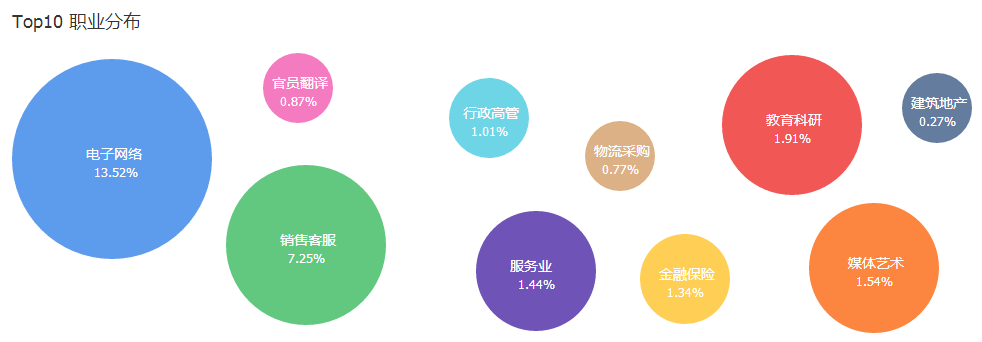 Top10 职业分布
电子网络
13.52%
官员翻译
0.87%
销售客服
7.25%
行政高管
1.01%
物流采购
0.77%
服务业
1.44%
金融保险
1.34%
教育科研
1.91%
建筑地产
0.27%
媒体艺术
1.54%